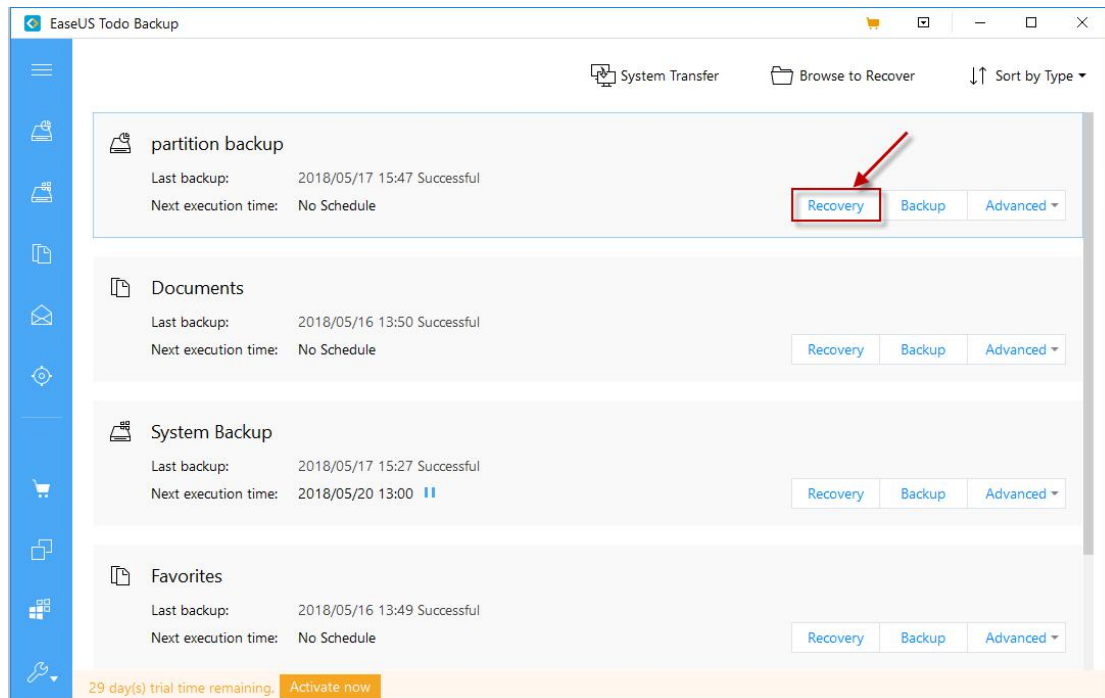 EaseUS Todo Backup
System Transfer Browse to Recover Sort by Type
partition backup
Last backup: 2018/05/17 15:47 Successful
Next execution time: No Schedule
Recovery Backup Advanced
Documents
Last backup: 2018/05/16 13:50 Successful
Next execution time: No Schedule
Recovery Backup Advanced
System Backup
Last backup: 2018/05/17 15:27 Successful
Next execution time: 2018/05/20 13:00
Recovery Backup Advanced
Favorites
Last backup: 2018/05/16 13:49 Successful
Next execution time: No Schedule
Recovery Backup Advanced
29 day(s) trial time remaining. Activate now